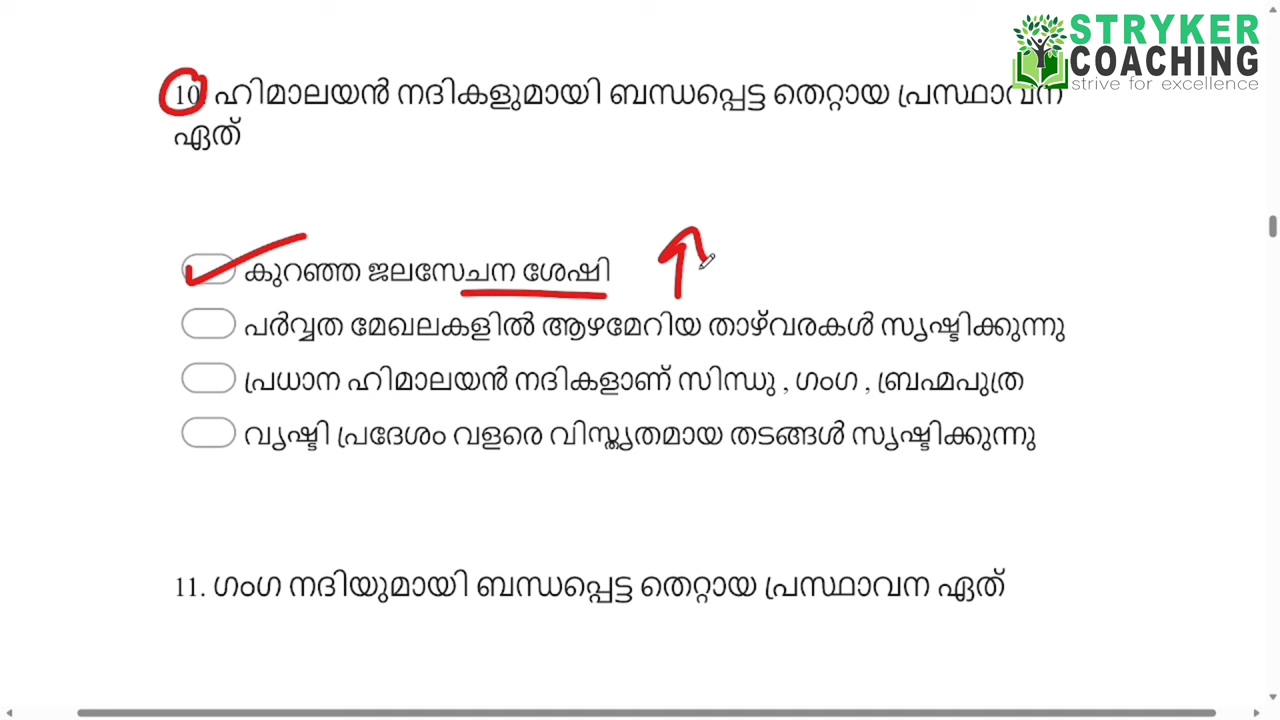 STRYKER
COACHING
strive for excellence
10. ഹിമാലയൻ നദികളുമായി ബന്ധപ്പെട്ട തെറ്റായ പ്രസ്ഥാവന
ഏത്
കുറഞ്ഞ ജലസേചന ശേഷി
പർവ്വത മേഖലകളിൽ ആഴമേറിയ താഴ്‌വരകൾ സൃഷ്ടിക്കുന്നു
പ്രധാന ഹിമാലയൻ നദികളാണ് സിന്ധു , ഗംഗ , ബ്രഹ്മപുത്ര
വൃഷ്ടി പ്രദേശം വളരെ വിസ്തൃതമായ തടങ്ങൾ സൃഷ്ടിക്കുന്നു
11. ഗംഗ നദിയുമായി ബന്ധപ്പെട്ട തെറ്റായ പ്രസ്ഥാവന ഏത്